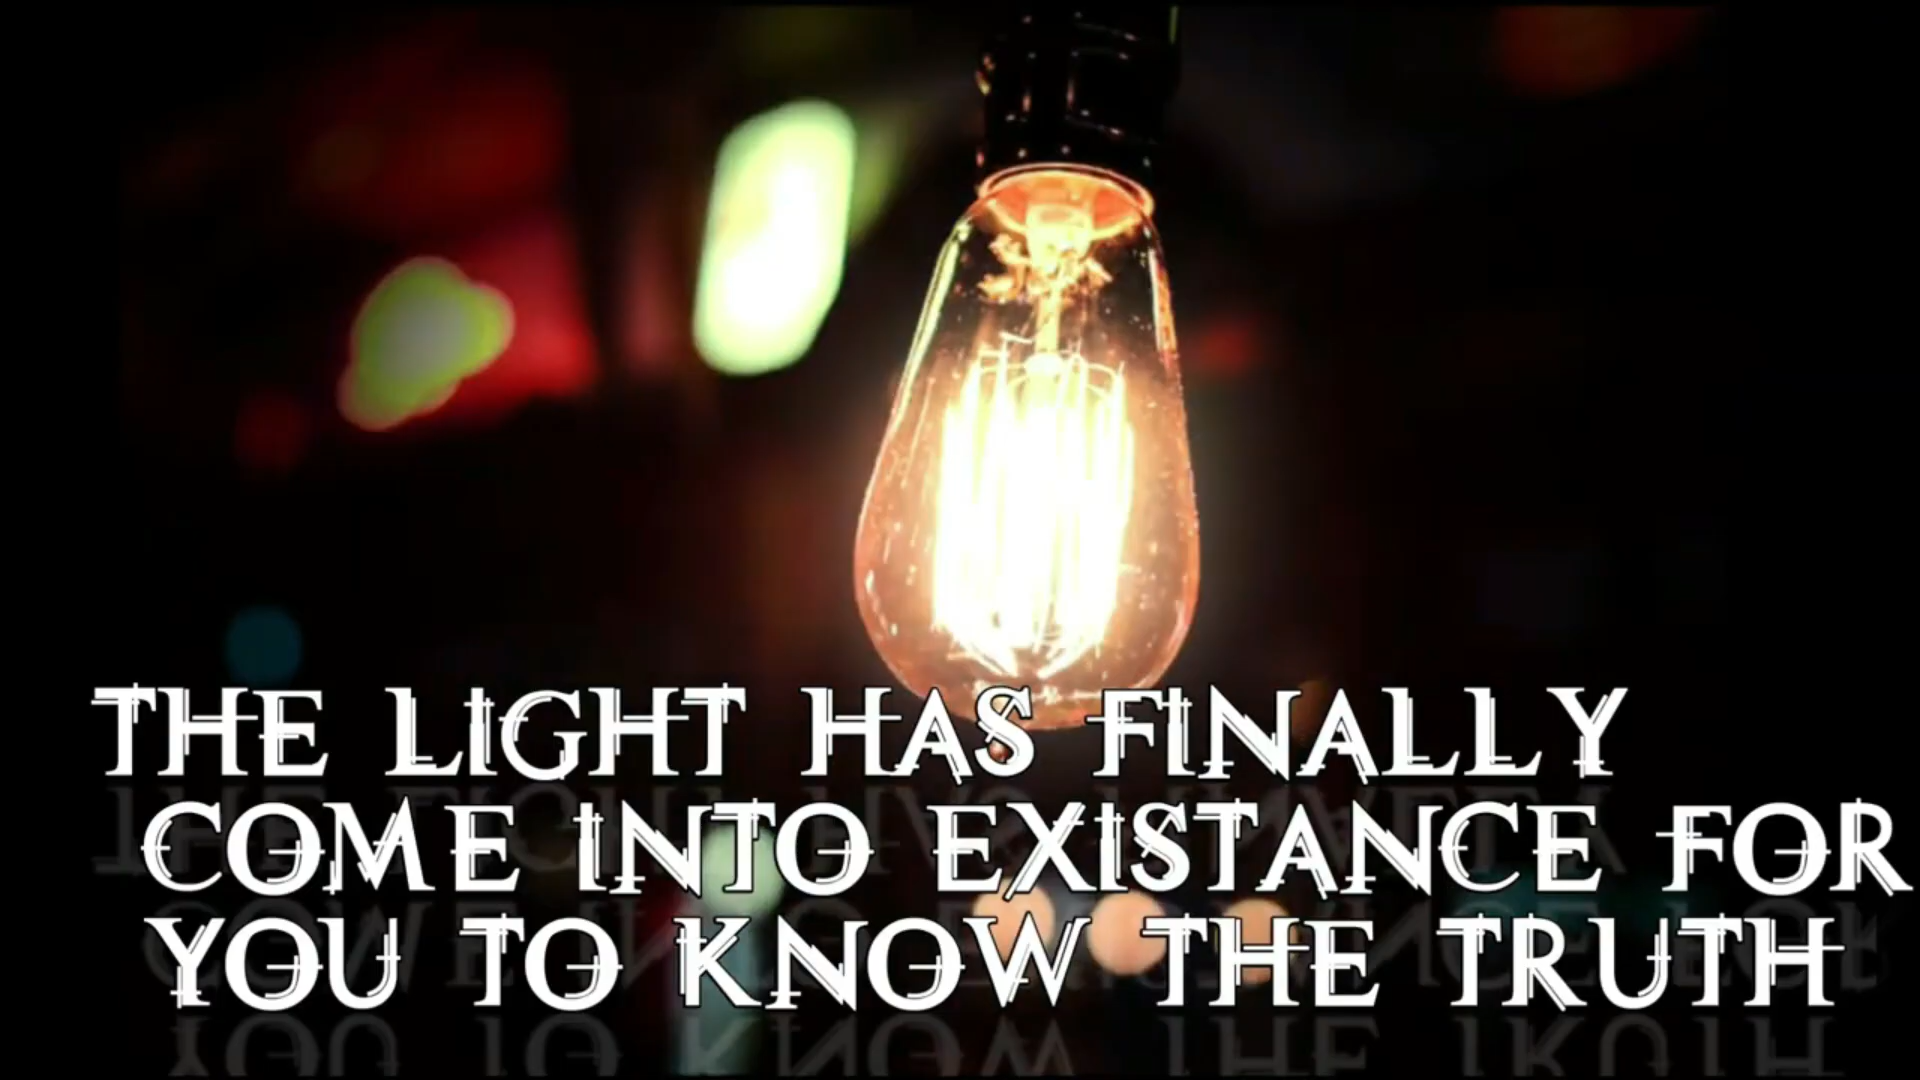 THE LIGHT HAS FINALLY
COME INTO EXISTANCE FOR
YOU TO KNOW THE TRUTH